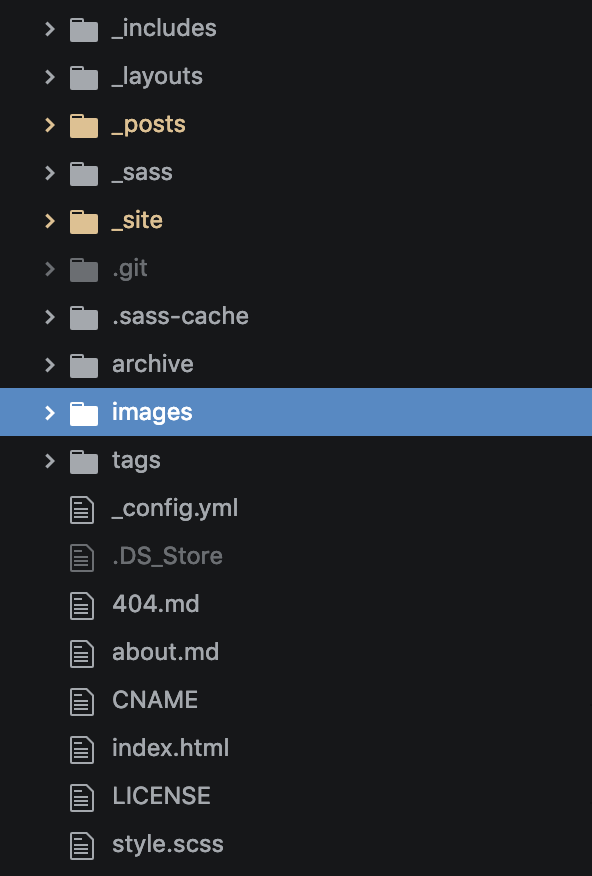 _includes
_layouts
_posts
_sass
_site
.git
.sass-cache
archive
images
tags
_config.yml
.DS_Store
404.md
about.md
CNAME
index.html
LICENSE
style.scss